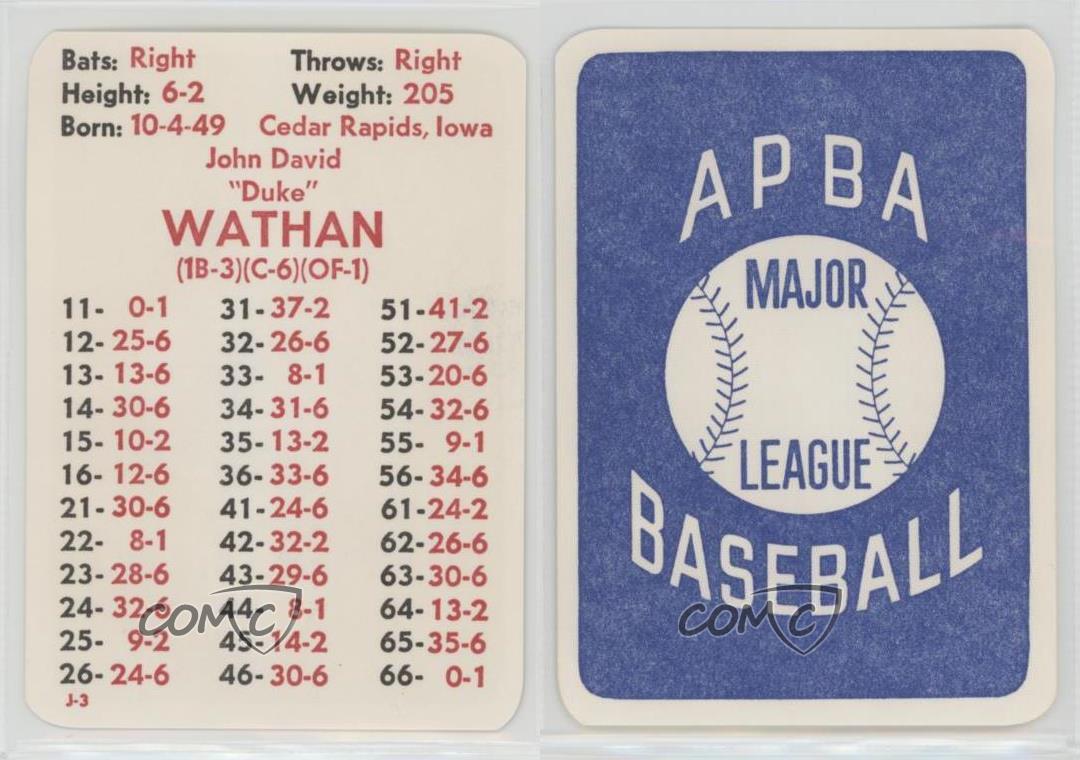 Bats: Right Throws: Right
Height: 6-2 Weight: 205
Born: 10-4-49 Cedar Rapids, Iowa
John David
"Duke"
WATHAN
(1B-3)(C-6)(OF-1)
11- 0-1 31-37-2 51-41-2
12-25-6 32-26-6 52-27-6
13-13-6 33- 8-1 53-20-6
14-30-6 34-31-6 54-32-6
15-10-2 35-13-2 55- 9-1
16-12-6 36-33-6 56-34-6
21-30-6 41-24-6 61-24-2
22- 8-1 42-32-2 62-26-6
23-28-6 43-29-6 63-30-6
24-32-6 44- 8-1 64-13-2
25- 9-2 45-14-2 65-35-6
26-24-6 46-30-6 66- 0-1
J-3
COMC
APBA
MAJOR
LEAGUE
BASEBALL
COMC